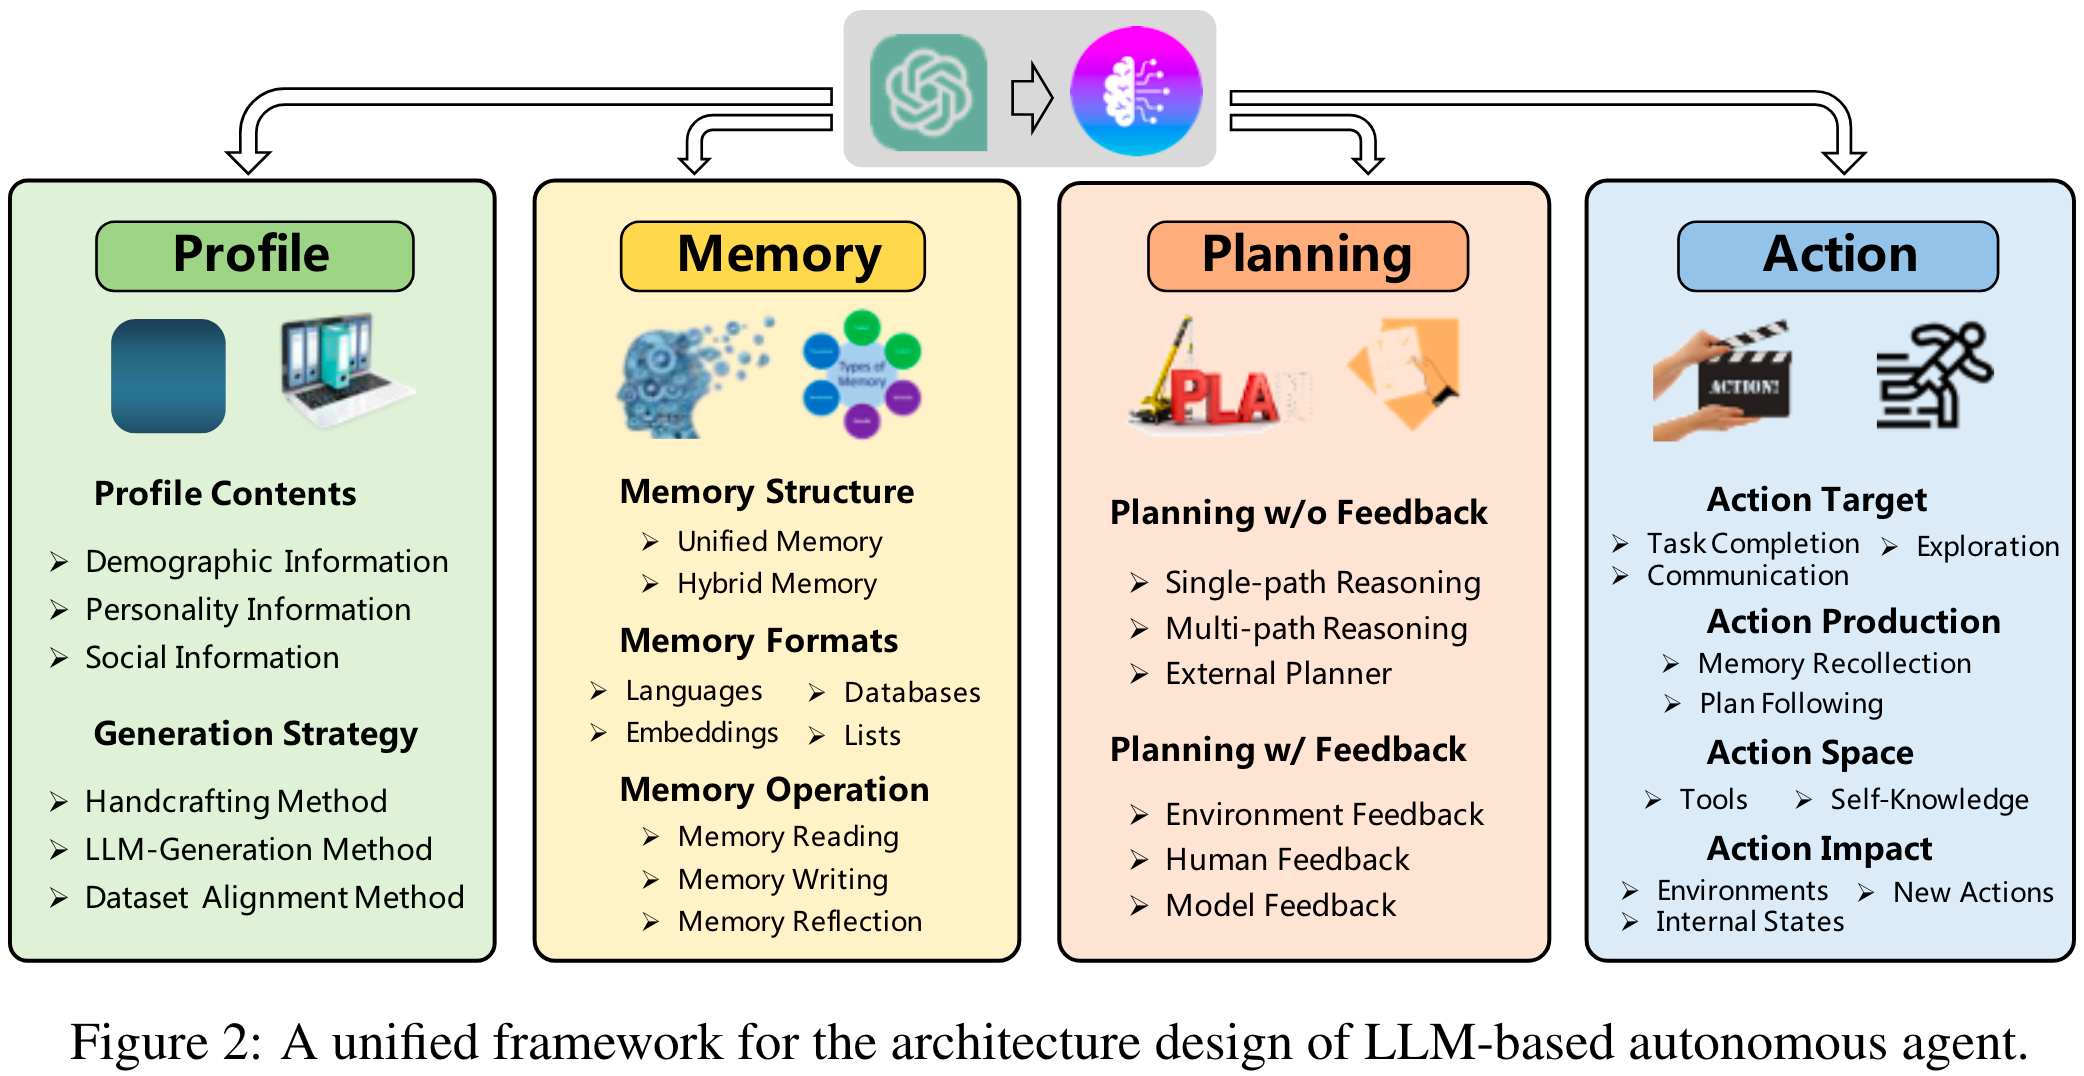 Profile
Profile Contents
Demographic Information
Personality Information
Social Information
Generation Strategy
Handcrafting Method
LLM-Generation Method
Dataset Alignment Method
Memory
Types of
Memory
Memory Structure
Unified Memory
Hybrid Memory
Memory Formats
Languages
Databases
Embeddings
Lists
Memory Operation
Memory Reading
Memory Writing
Memory Reflection
Planning
PLAN
Planning w/o Feedback
Single-path Reasoning
Multi-path Reasoning
External Planner
Planning w/ Feedback
Environment Feedback
Human Feedback
Model Feedback
Action
ACTION!
Action Target
Task Completion
Exploration
Communication
Action Production
Memory Recollection
Plan Following
Action Space
Tools
Self-Knowledge
Action Impact
Environments
New Actions
Internal States
Figure 2: A unified framework for the architecture design of LLM-based autonomous agent.